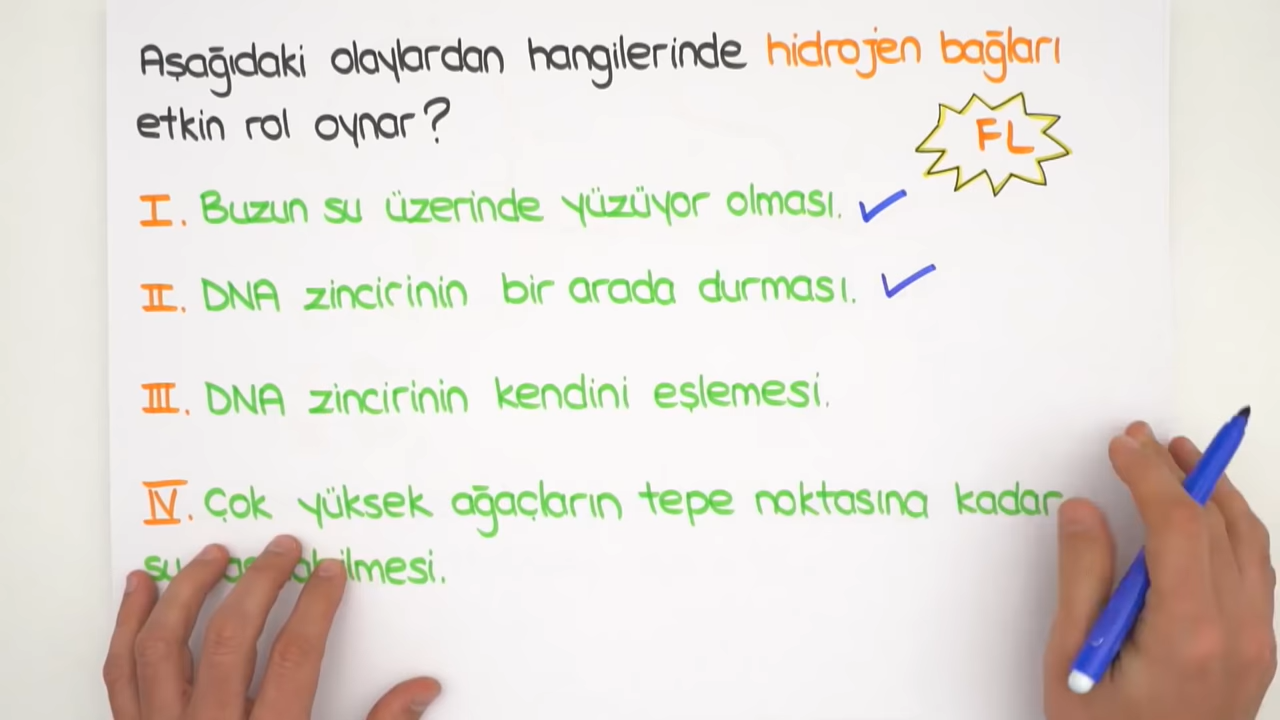 Aşağıdaki olaylardan hangilerinde hidrojen bağları
etkin rol oynar?
FL
I. Buzun su üzerinde yüzüyor olması.
II. DNA zincirinin bir arada durması.
III. DNA zincirinin kendini eşlemesi.
IV. Çok yüksek ağaçların tepe noktasına kadar
su